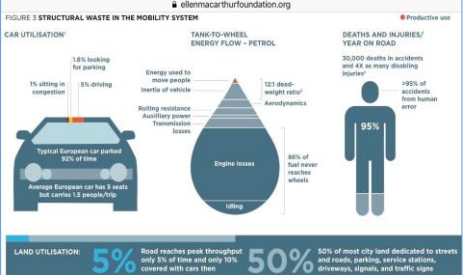 ellenmacarthurfoundation.org
FIGURE 3 STRUCTURAL WASTE IN THE MOBILITY SYSTEM
Productive use
CAR UTILISATION¹
1.6% looking
for parking
1% sitting in
congestion
5% driving
Typical European car parked
92% of time
Average European car has 5 seats
but carries 1.5 people/trip
TANK-TO-WHEEL
ENERGY FLOW – PETROL
Energy used to
move people
Inertia of vehicle
Rolling resistance
Auxiliary power
Transmission
losses
12:1 dead-
weight ratio²
Aerodynamics
Engine losses
86% of
fuel never
reaches
wheels
Idling
DEATHS AND INJURIES/
YEAR ON ROAD
30,000 deaths in accidents
and 4X as many disabling
injuries³
>95% of
accidents
from human
error
95%
LAND UTILISATION:
5%
Road reaches peak throughput
only 5% of time and only 10%
covered with cars then
50%
50% of most city land dedicated to streets
and roads, parking, service stations,
driveways, signals, and traffic signs